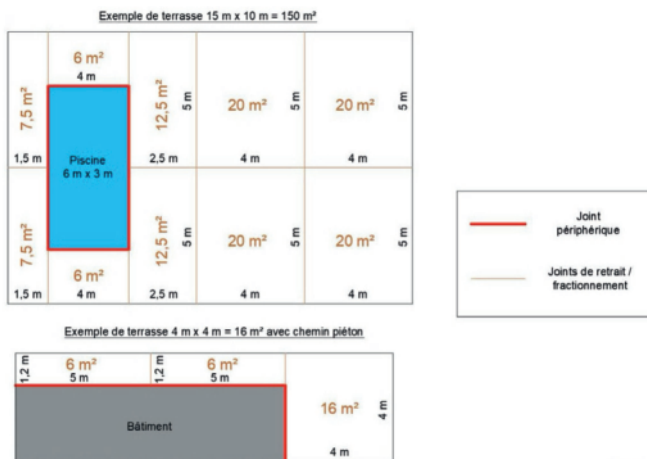 Exemple de terrasse 15 m x 10 m = 150 m²
6 m²
4 m
7,5 m²
1,5 m
Piscine
6 m x 3 m
12,5 m²
5 m
2,5 m
20 m²
5 m
4 m
20 m²
5 m
4 m
7,5 m²
1,5 m
6 m²
4 m
12,5 m²
5 m
2,5 m
20 m²
5 m
4 m
20 m²
5 m
4 m
Joint
périphérique
Joints de retrait /
fractionnement
Exemple de terrasse 4 m x 4 m = 16 m² avec chemin piéton
1,2 m
6 m²
5 m
1,2 m
6 m²
5 m
16 m²
4 m
4 m
Bâtiment